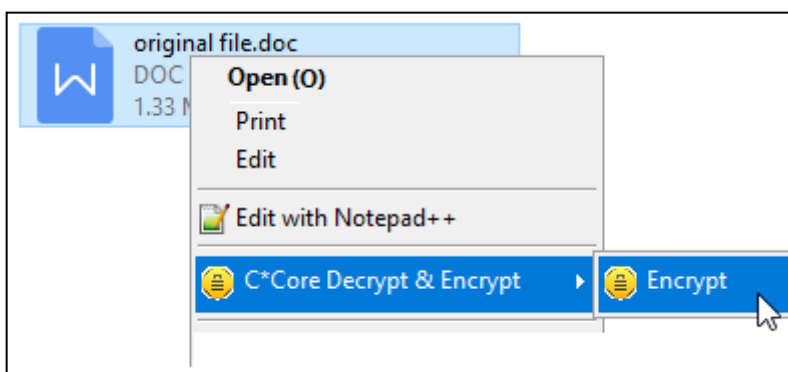 original file.doc
DOC
1.33
Open (O)
Print
Edit
Edit with Notepad++
C*Core Decrypt & Encrypt
Encrypt